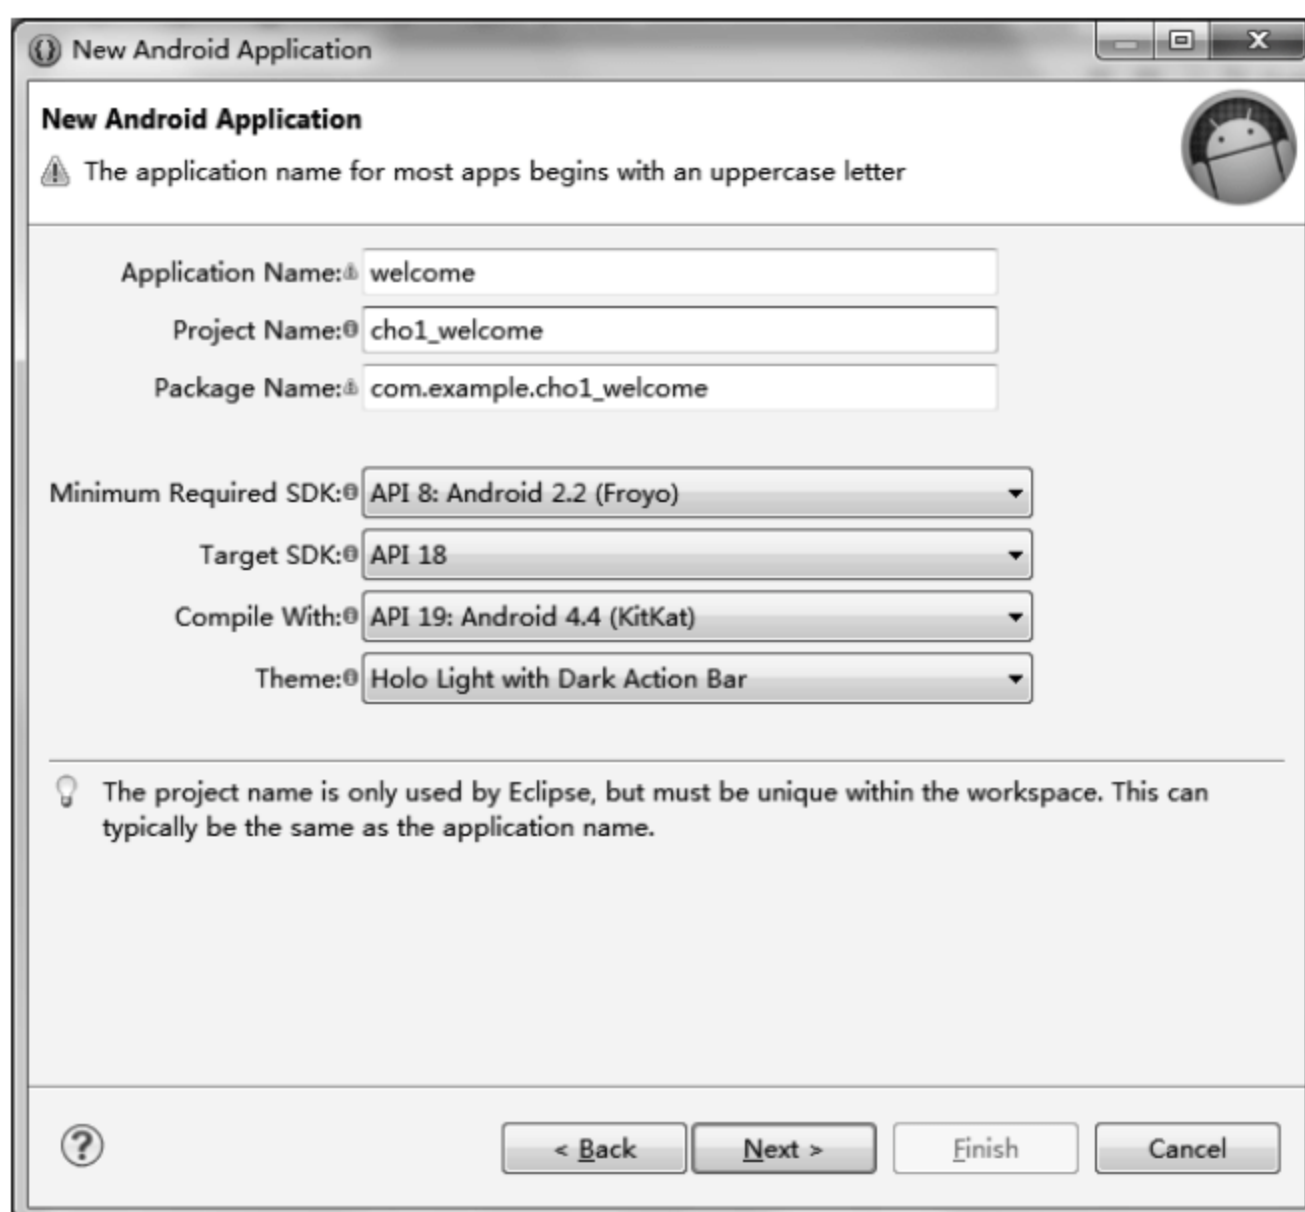 New Android Application
New Android Application
The application name for most apps begins with an uppercase letter
Application Name: welcome
Project Name: cho1_welcome
Package Name: com.example.cho1_welcome
Minimum Required SDK: API 8: Android 2.2 (Froyo)
Target SDK: API 18
Compile With: API 19: Android 4.4 (KitKat)
Theme: Holo Light with Dark Action Bar
The project name is only used by Eclipse, but must be unique within the workspace. This can
typically be the same as the application name.
< Back Next > Finish Cancel